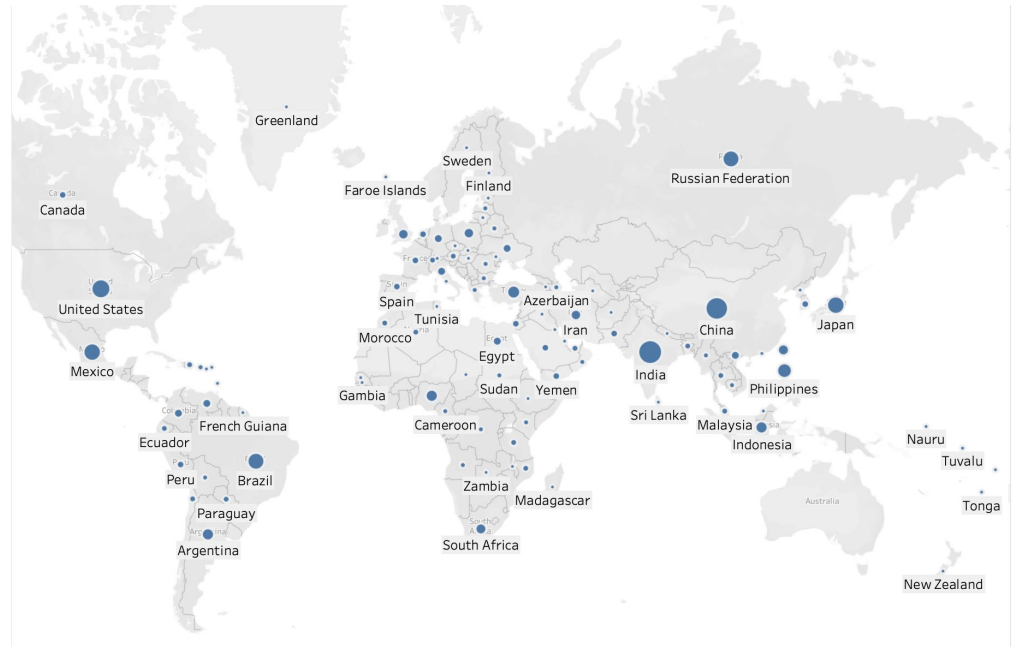 Greenland
Sweden
Faroe Islands
Finland
Russian Federation
Canada
United States
Spain
Azerbaijan
Tunisia
Morocco
Iran
China
Japan
Mexico
Egypt
India
Gambia
Sudan
Yemen
Philippines
Sri Lanka
French Guiana
Cameroon
Malaysia
Ecuador
Indonesia
Nauru
Tuvalu
Peru
Brazil
Zambia
Madagascar
Australia
Paraguay
Tonga
South
Argentina
South Africa
New Zealand